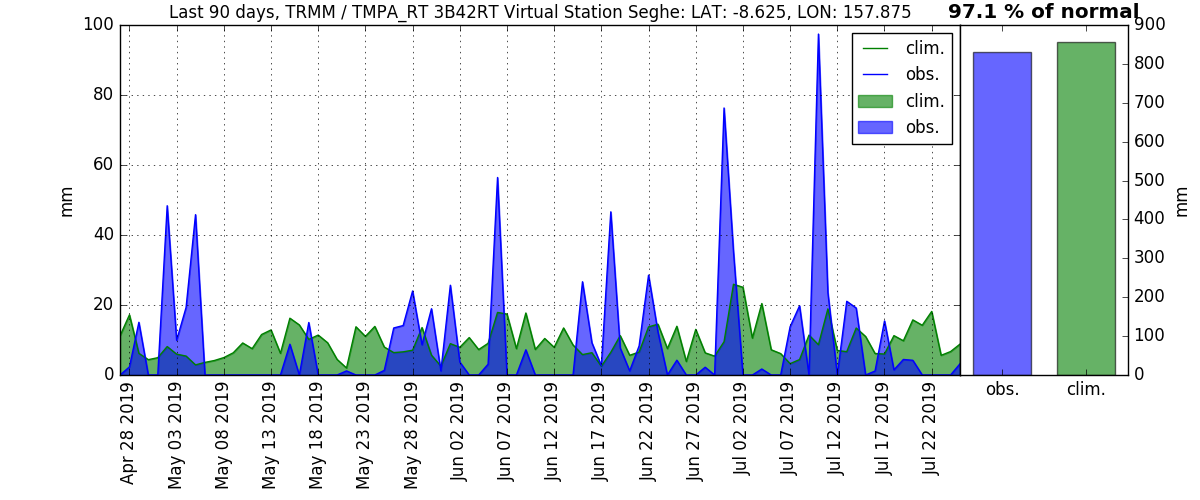 Last 90 days, TRMM / TMPA_RT 3B42RT Virtual Station Seghe: LAT: -8.625, LON: 157.875
97.1 % of normal
100
80
60
40
20
0
mm
clim.
obs.
clim.
obs.
900
800
700
600
500
400
300
200
100
0
mm
Apr 28 2019
May 03 2019
May 08 2019
May 13 2019
May 18 2019
May 23 2019
May 28 2019
Jun 02 2019
Jun 07 2019
Jun 12 2019
Jun 17 2019
Jun 22 2019
Jun 27 2019
Jul 02 2019
Jul 07 2019
Jul 12 2019
Jul 17 2019
Jul 22 2019
obs.
clim.